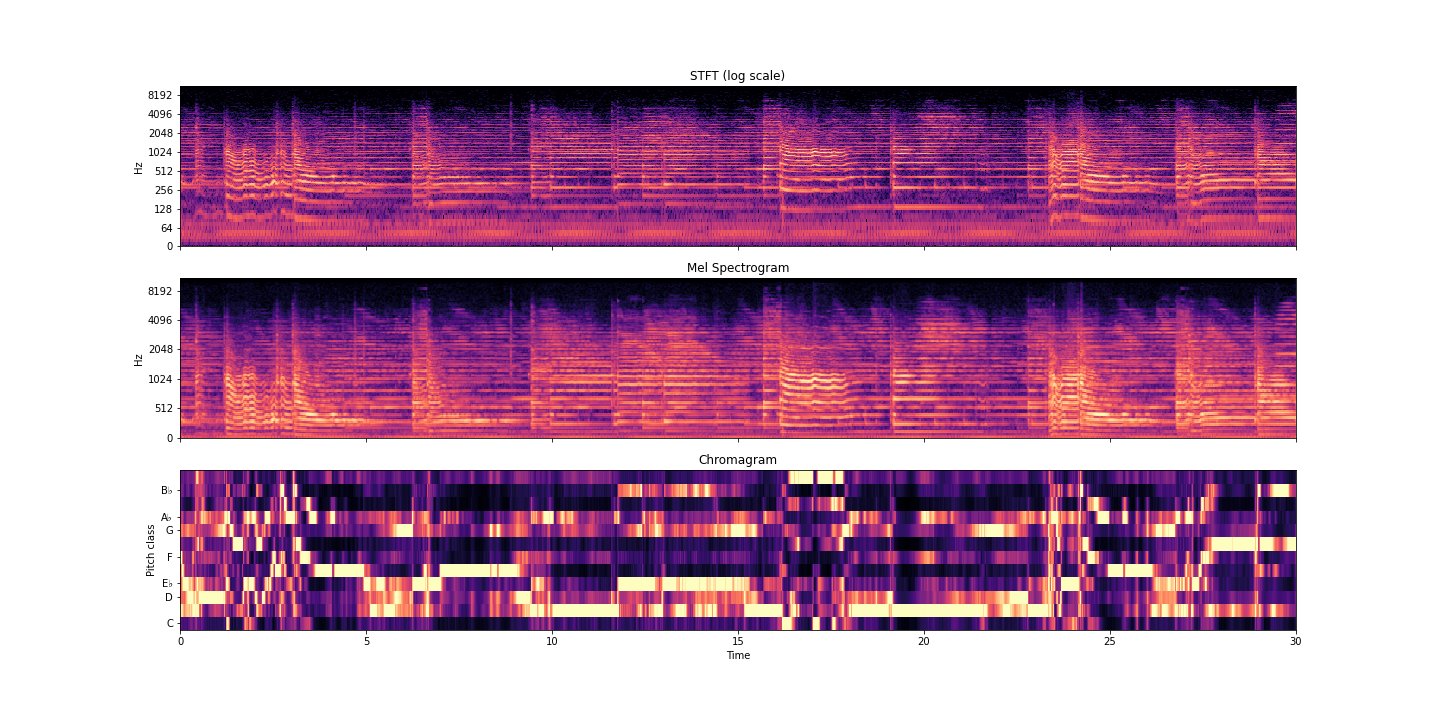 STFT (log scale)
8192
4096
2048
1024
512
256
128
64
0
Hz
Mel Spectrogram
8192
4096
2048
1024
512
0
Hz
Chromagram
B♭
A♭
G
F
E♭
D
C
Pitch class
0 5 10 15 20 25 30
Time